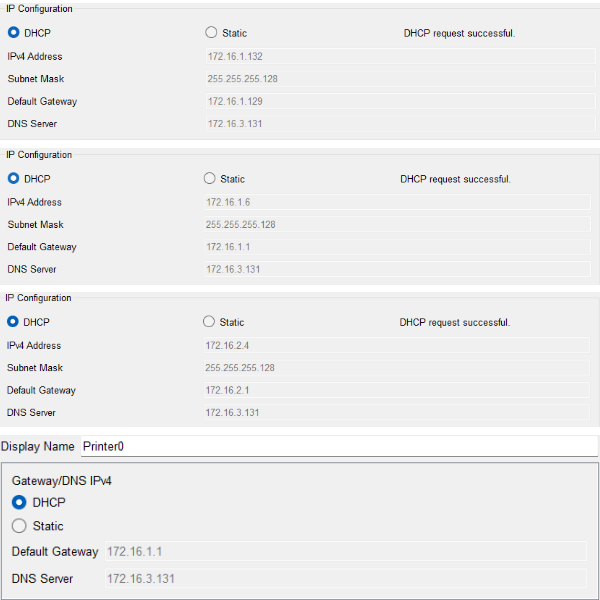 IP Configuration
DHCP Static DHCP request successful.
IPv4 Address 172.16.1.132
Subnet Mask 255.255.255.128
Default Gateway 172.16.1.129
DNS Server 172.16.3.131
IP Configuration
DHCP Static DHCP request successful.
IPv4 Address 172.16.1.6
Subnet Mask 255.255.255.128
Default Gateway 172.16.1.1
DNS Server 172.16.3.131
IP Configuration
DHCP Static DHCP request successful.
IPv4 Address 172.16.2.4
Subnet Mask 255.255.255.128
Default Gateway 172.16.2.1
DNS Server 172.16.3.131
Display Name Printer0
Gateway/DNS IPv4
DHCP
Static
Default Gateway 172.16.1.1
DNS Server 172.16.3.131